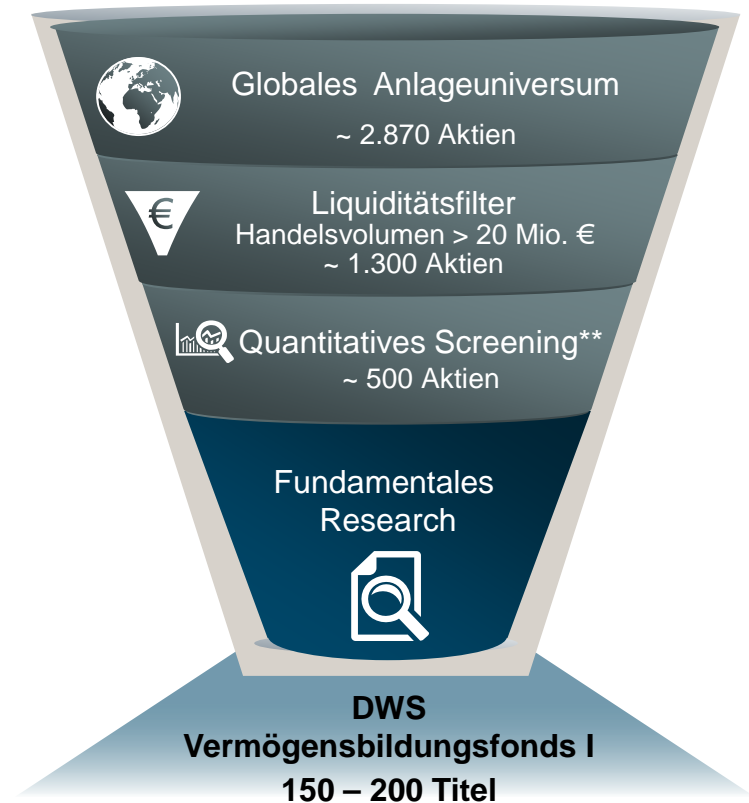 Globales Anlageuniversum
~ 2.870 Aktien
€
Liquiditätsfilter
Handelsvolumen > 20 Mio. €
~ 1.300 Aktien
Quantitatives Screening**
~ 500 Aktien
Fundamentales
Research
DWS
Vermögensbildungsfonds I
150 – 200 Titel